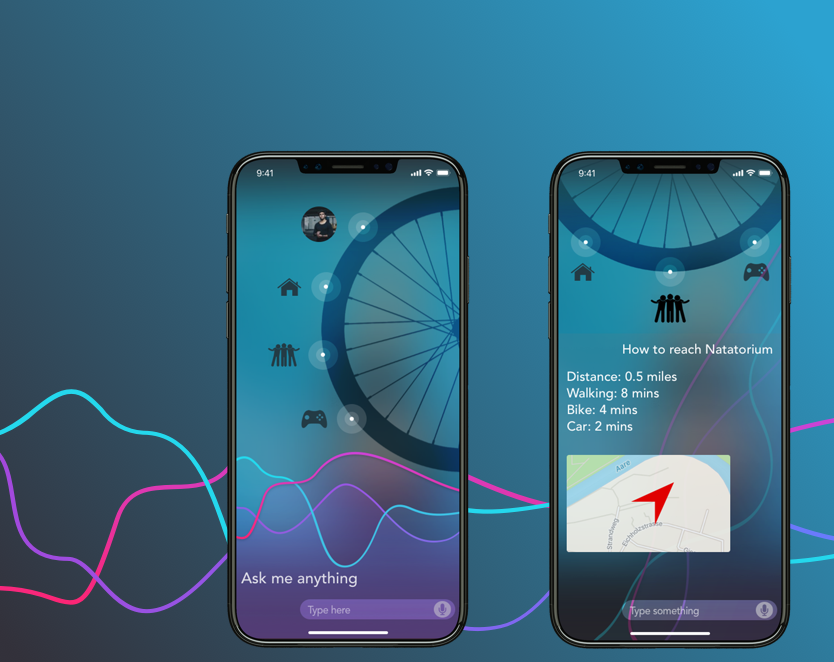 9:41
Ask me anything
Type here
9:41
How to reach Natatorium
Distance: 0.5 miles
Walking: 8 mins
Bike: 4 mins
Car: 2 mins
Aare
Strandweg
Eichholzstrasse
Type something